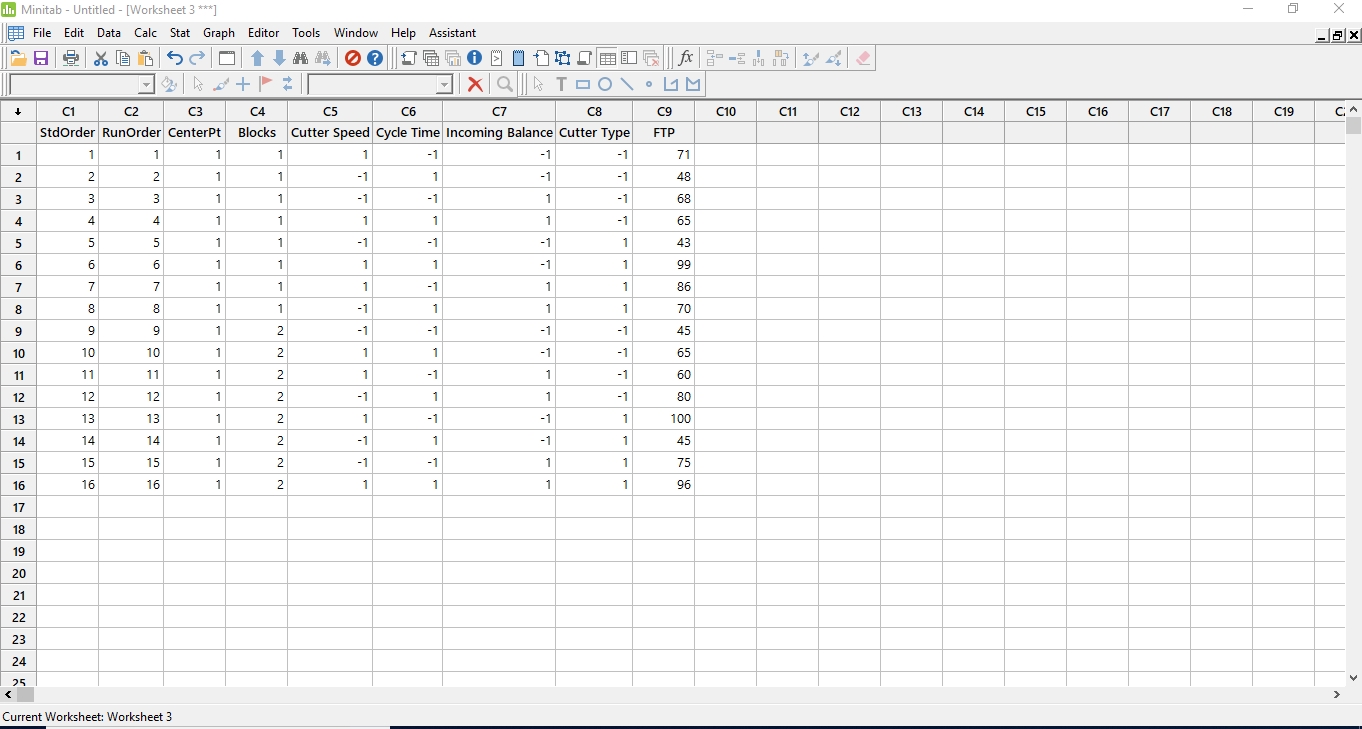 Minitab - Untitled - [Worksheet 3 ***]
File Edit Data Calc Stat Graph Editor Tools Window Help Assistant
↓ C1 C2 C3 C4 C5 C6 C7 C8 C9 C10 C11 C12 C13 C14 C15 C16 C17 C18 C19
StdOrder RunOrder CenterPt Blocks Cutter Speed Cycle Time Incoming Balance Cutter Type FTP
1 1 1 1 1 1 -1 -1 -1 71
2 2 2 1 1 -1 1 -1 -1 48
3 3 3 1 1 -1 -1 1 -1 68
4 4 4 1 1 1 1 1 -1 65
5 5 5 1 1 -1 -1 -1 1 43
6 6 6 1 1 1 1 -1 1 99
7 7 7 1 1 1 -1 1 1 86
8 8 8 1 1 -1 1 1 1 70
9 9 9 1 2 -1 -1 -1 -1 45
10 10 10 1 2 1 1 -1 -1 65
11 11 11 1 2 1 -1 1 -1 60
12 12 12 1 2 -1 1 1 -1 80
13 13 13 1 2 1 -1 -1 1 100
14 14 14 1 2 -1 1 -1 1 45
15 15 15 1 2 -1 -1 1 1 75
16 16 16 1 2 1 1 1 1 96
17
18
19
20
21
22
23
24
25
Current Worksheet: Worksheet 3